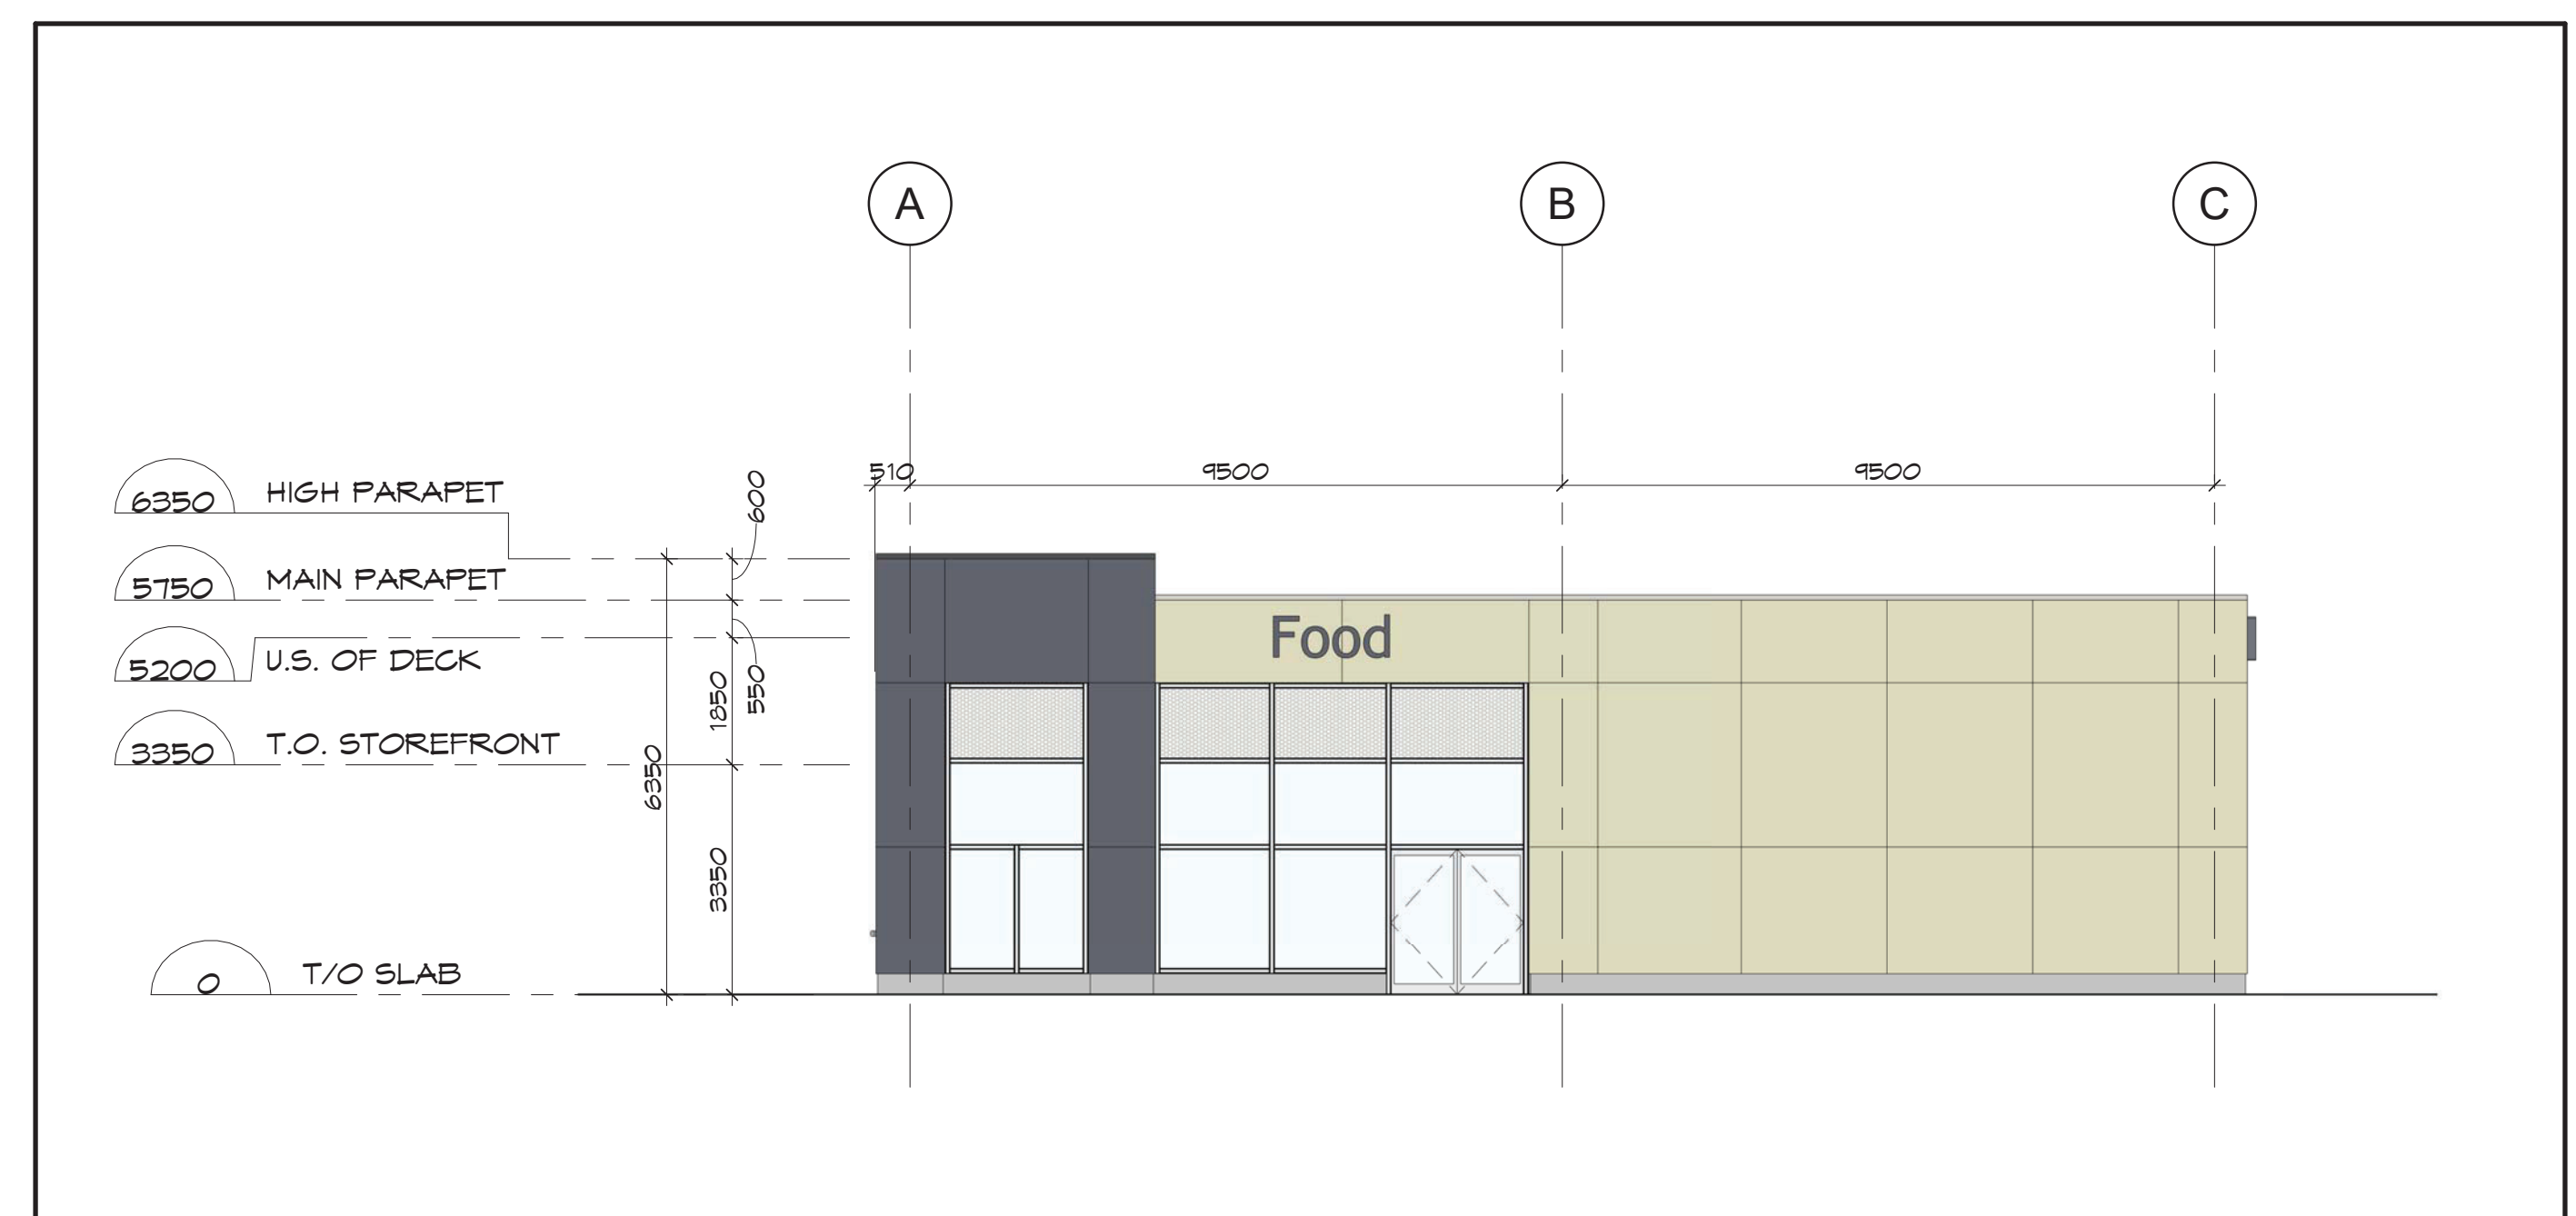 A
B
C
510
9500
9500
600
6350 HIGH PARAPET
5750 MAIN PARAPET
5200 U.S. OF DECK
550
1850
3350 T.O. STOREFRONT
6350
3350
0 T/O SLAB
Food